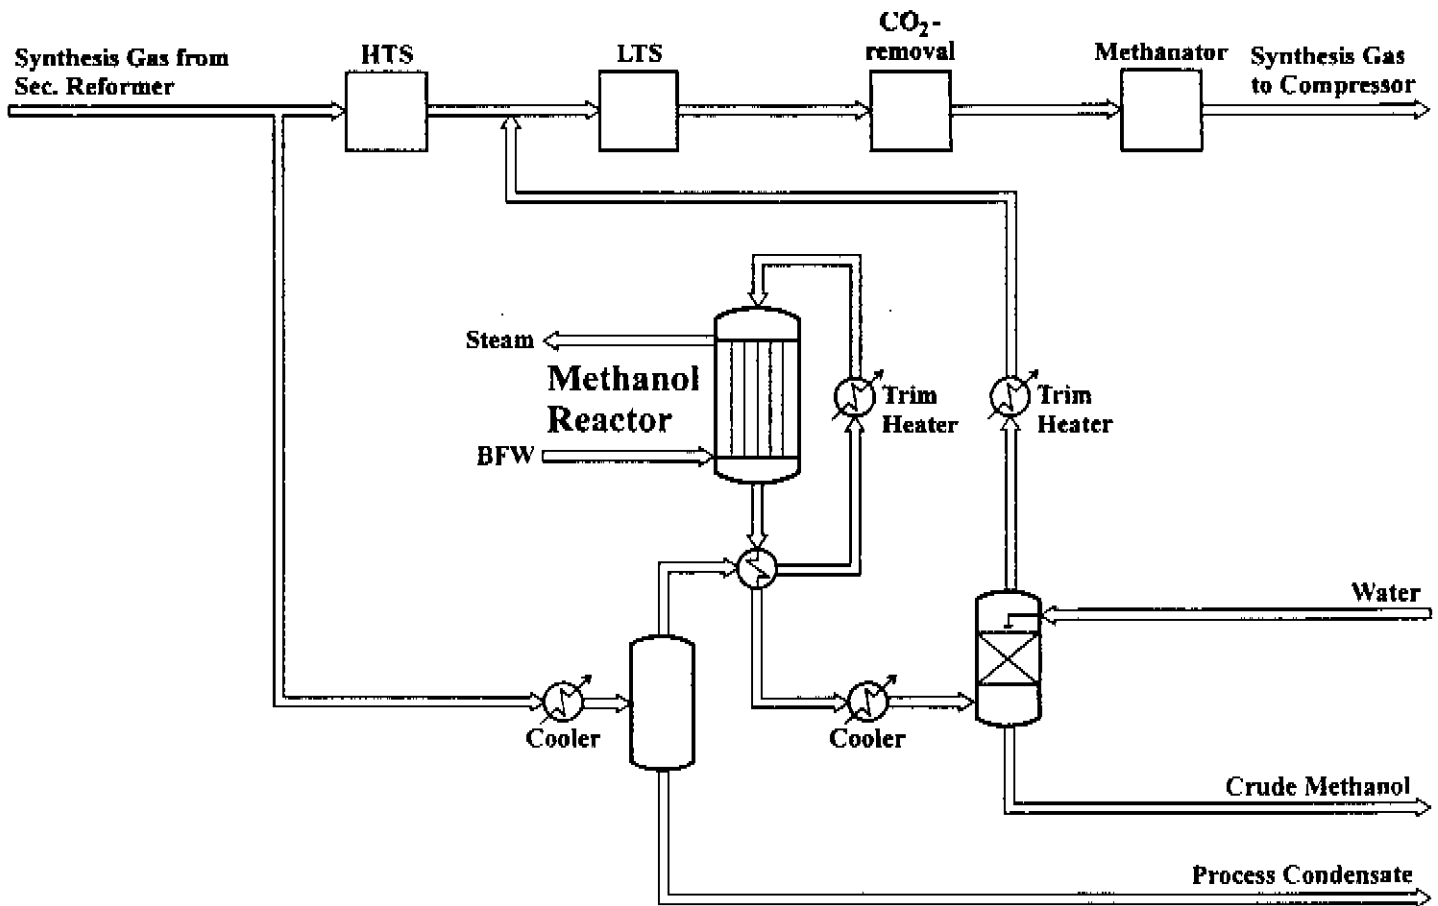 CO₂-
removal
Synthesis Gas from
Sec. Reformer
HTS
LTS
Methanator
Synthesis Gas
to Compressor
Steam
Methanol
Reactor
BFW
Trim
Heater
Trim
Heater
Water
Cooler
Cooler
Crude Methanol
Process Condensate